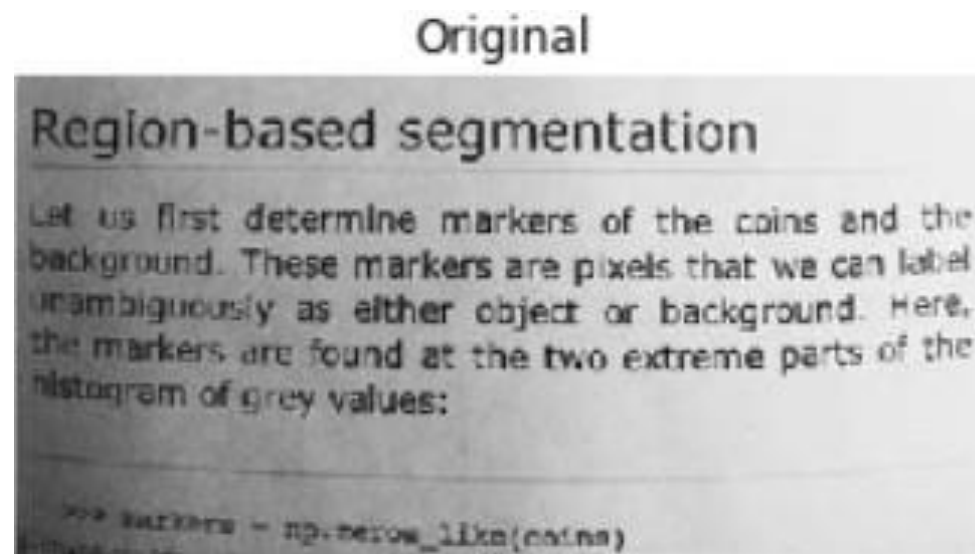 Original
Region-based segmentation
Let us first determine markers of the coins and the
background. These markers are pixels that we can label
unambiguously as either object or background. Here,
the markers are found at the two extreme parts of the
histogram of grey values:
>>> markers = np.zeros_like(coins)